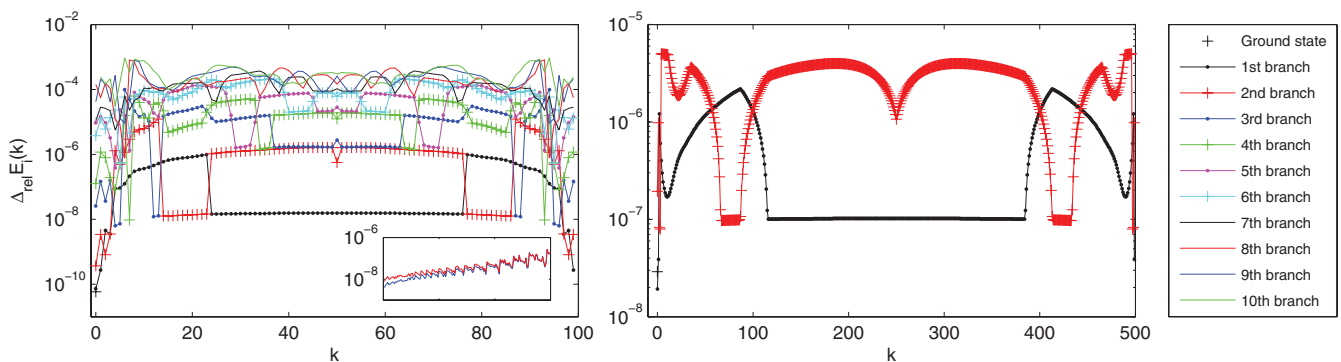 10^-2
10^-4
10^-6
10^-8
10^-10
Δ_rel E_i(k)
10^-6
10^-8
0 20 40 60 80 100
k
10^-5
10^-6
10^-7
10^-8
0 100 200 300 400 500
k
Ground state
1st branch
2nd branch
3rd branch
4th branch
5th branch
6th branch
7th branch
8th branch
9th branch
10th branch